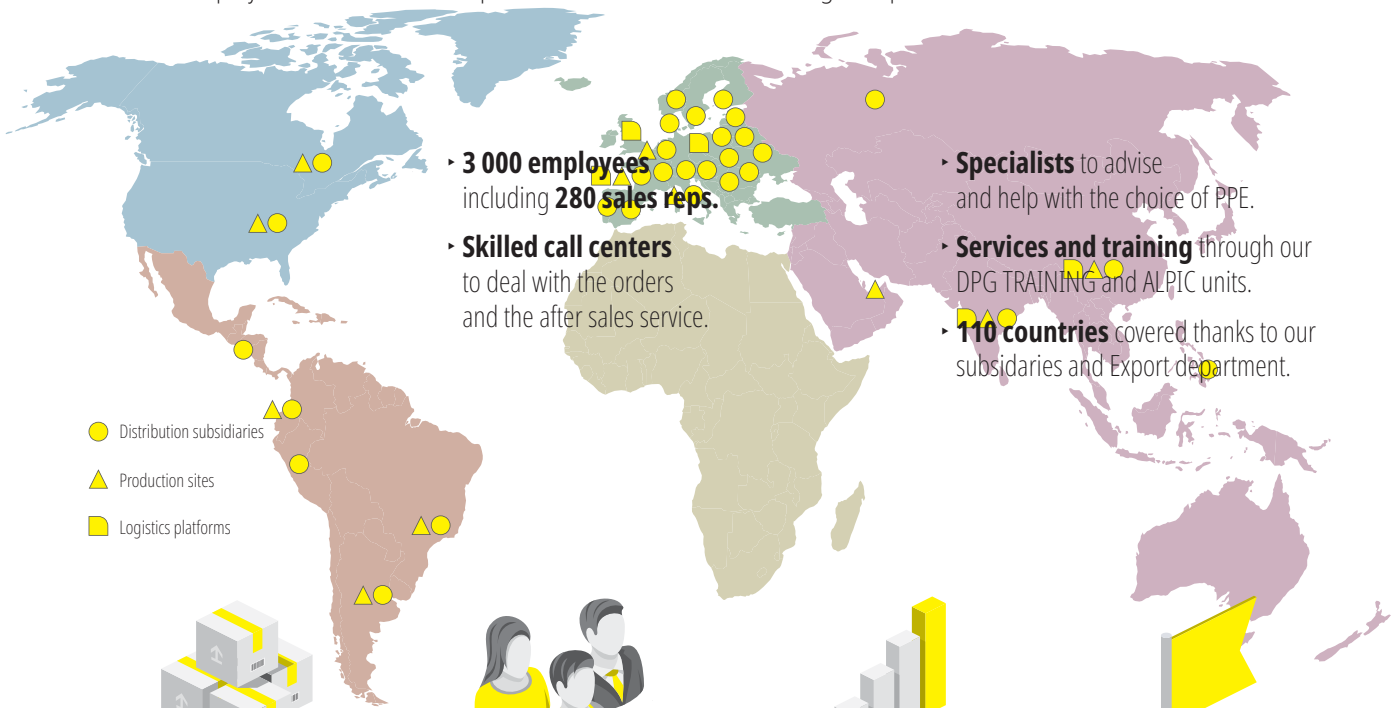 ‣ 3 000 employees
including 280 sales reps.
‣ Skilled call centers
to deal with the orders
and the after sales service.
‣ Specialists to advise
and help with the choice of PPE.
‣ Services and training through our
DPG TRAINING and ALPIC units.
‣ 110 countries covered thanks to our
subsidaries and Export department.
Distribution subsidiaries
Production sites
Logistics platforms